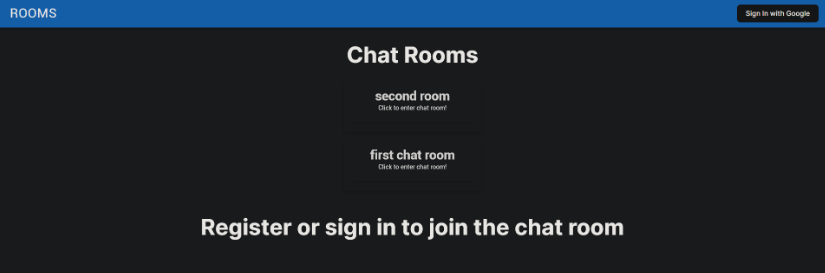 ROOMS
Sign In with Google
Chat Rooms
second room
Click to enter chat room!
first chat room
Click to enter chat room!
Register or sign in to join the chat room